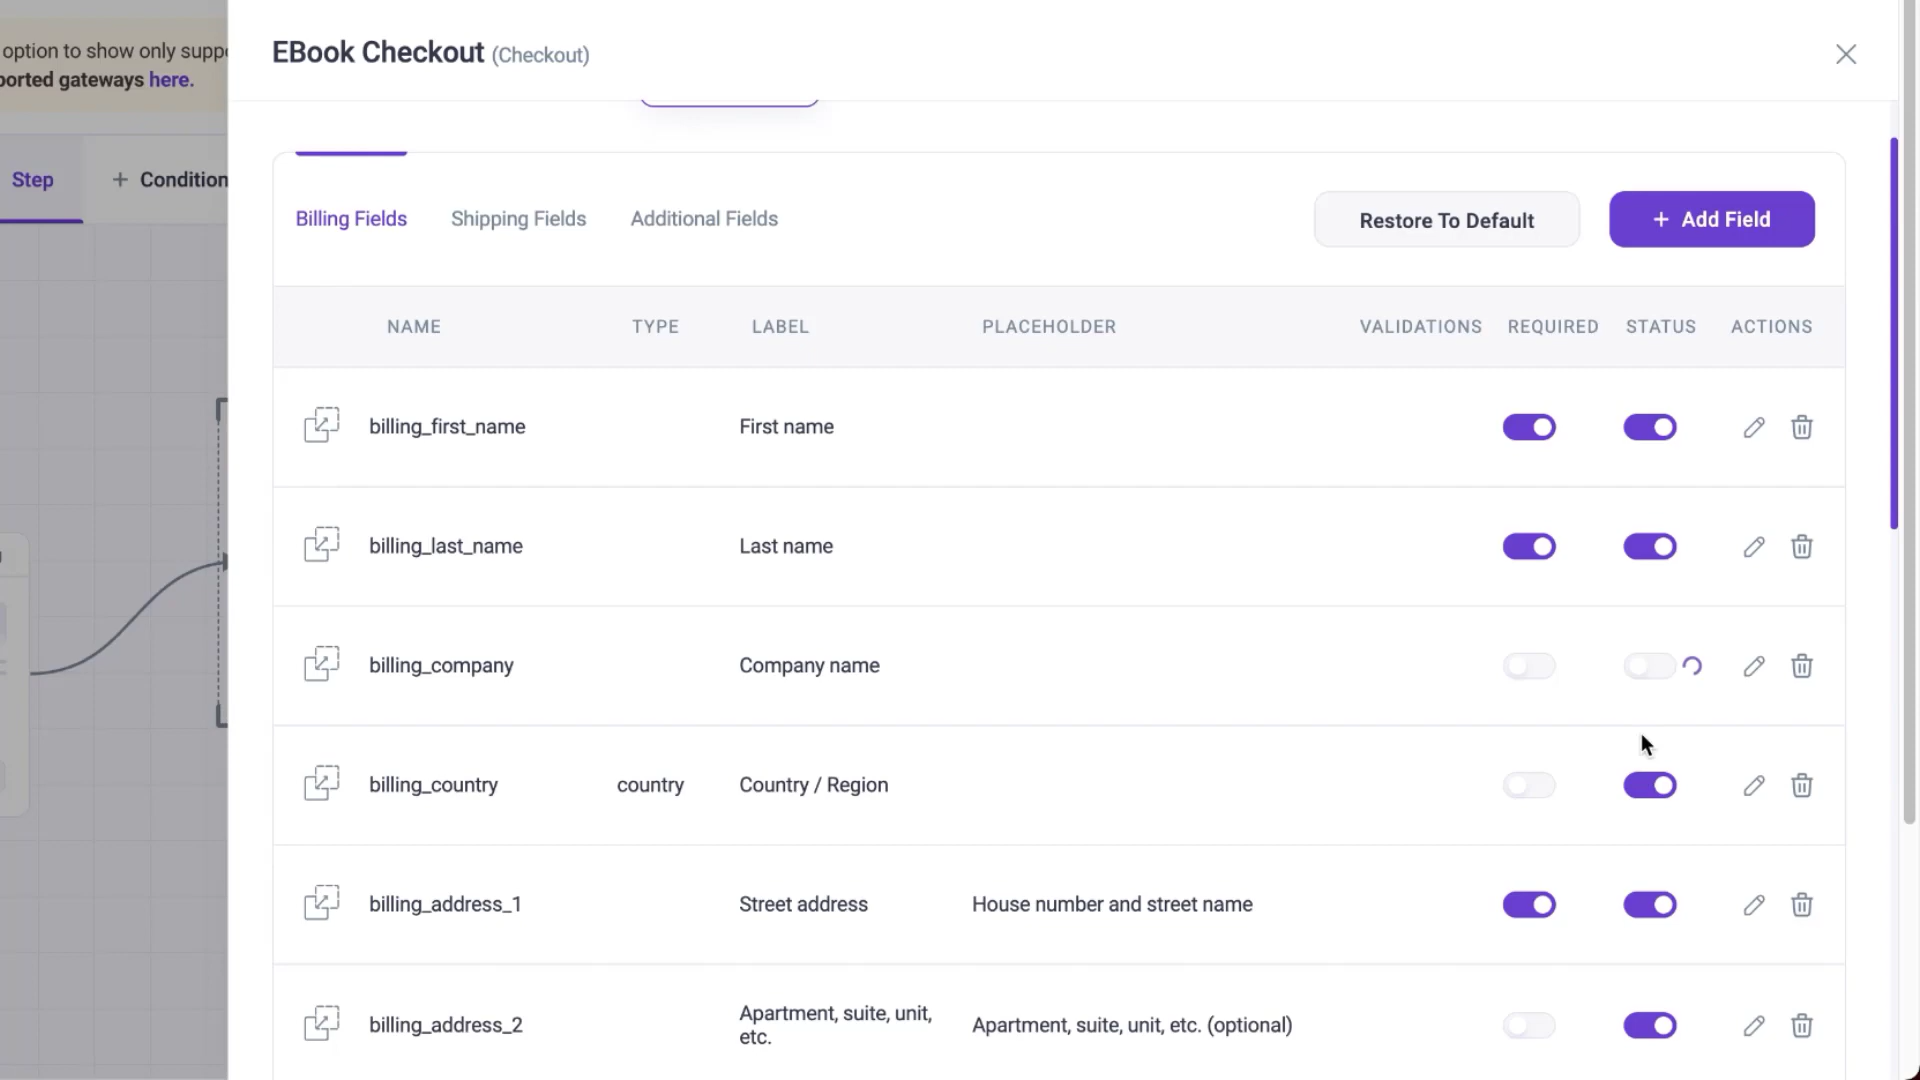 option to show only supp
ported gateways here.
Step
+ Condition
EBook Checkout (Checkout)
Billing Fields
Shipping Fields
Additional Fields
Restore To Default
+ Add Field
NAME
TYPE
LABEL
PLACEHOLDER
VALIDATIONS
REQUIRED
STATUS
ACTIONS
billing_first_name
First name
billing_last_name
Last name
billing_company
Company name
billing_country
country
Country / Region
billing_address_1
Street address
House number and street name
billing_address_2
Apartment, suite, unit,
etc.
Apartment, suite, unit, etc. (optional)